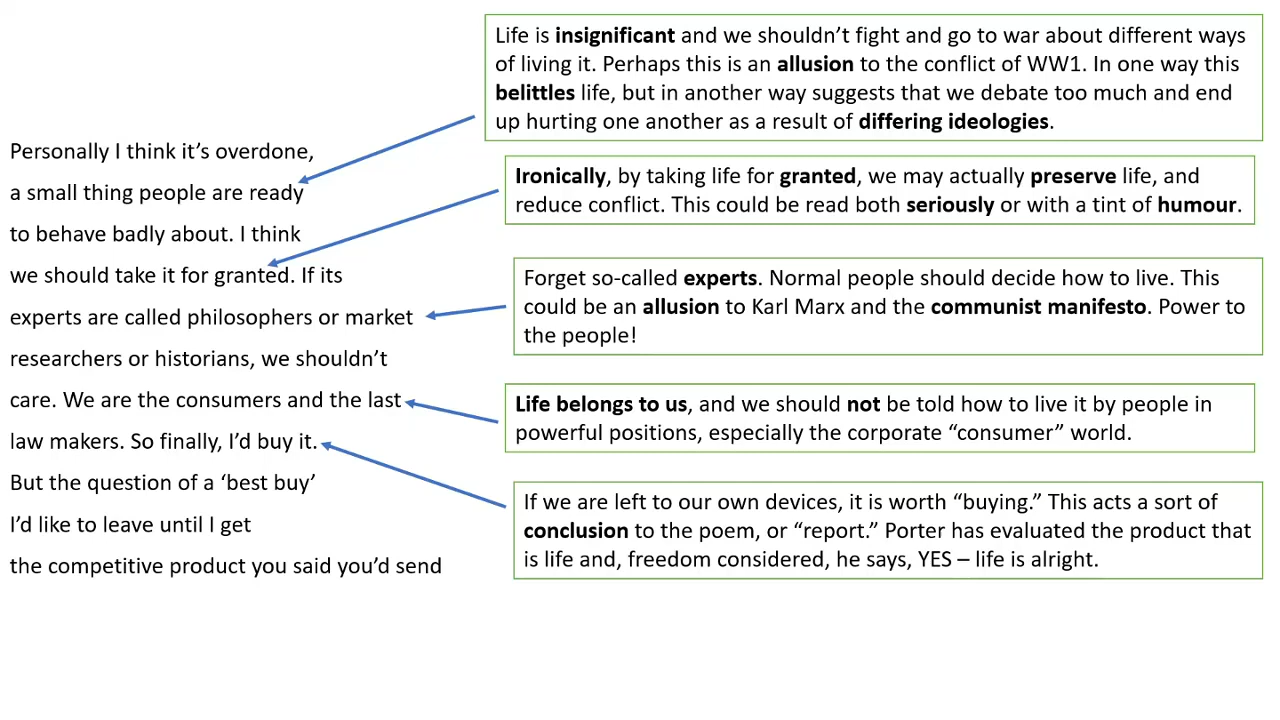 Personally I think it’s overdone,
a small thing people are ready
to behave badly about. I think
we should take it for granted. If its
experts are called philosophers or market
researchers or historians, we shouldn’t
care. We are the consumers and the last
law makers. So finally, I’d buy it.
But the question of a ‘best buy’
I’d like to leave until I get
the competitive product you said you’d send
Life is insignificant and we shouldn’t fight and go to war about different ways
of living it. Perhaps this is an allusion to the conflict of WW1. In one way this
belittles life, but in another way suggests that we debate too much and end
up hurting one another as a result of differing ideologies.
Ironically, by taking life for granted, we may actually preserve life, and
reduce conflict. This could be read both seriously or with a tint of humour.
Forget so-called experts. Normal people should decide how to live. This
could be an allusion to Karl Marx and the communist manifesto. Power to
the people!
Life belongs to us, and we should not be told how to live it by people in
powerful positions, especially the corporate “consumer” world.
If we are left to our own devices, it is worth “buying.” This acts a sort of
conclusion to the poem, or “report.” Porter has evaluated the product that
is life and, freedom considered, he says, YES – life is alright.